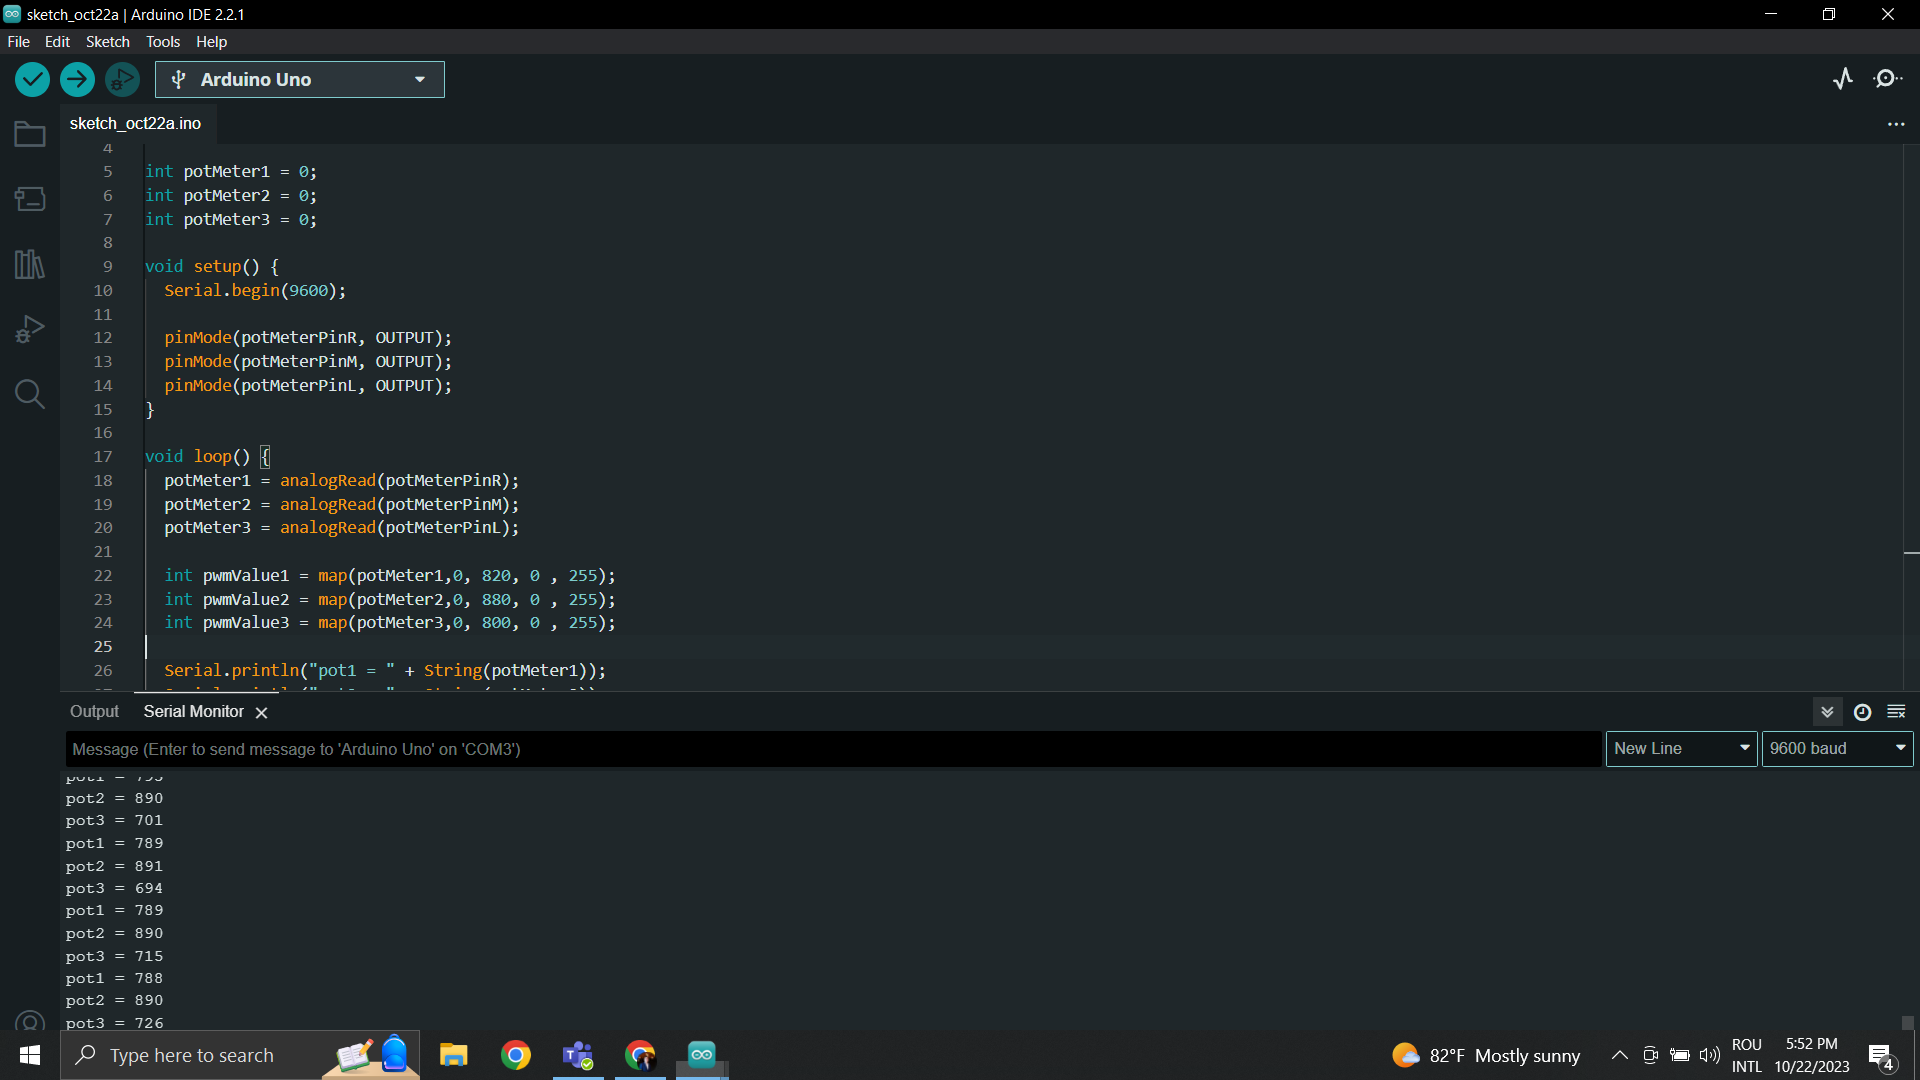 sketch_oct22a | Arduino IDE 2.2.1
File Edit Sketch Tools Help
Arduino Uno
sketch_oct22a.ino
4
5 int potMeter1 = 0;
6 int potMeter2 = 0;
7 int potMeter3 = 0;
8
9 void setup() {
10 Serial.begin(9600);
11
12 pinMode(potMeterPinR, OUTPUT);
13 pinMode(potMeterPinM, OUTPUT);
14 pinMode(potMeterPinL, OUTPUT);
15 }
16
17 void loop() {
18 potMeter1 = analogRead(potMeterPinR);
19 potMeter2 = analogRead(potMeterPinM);
20 potMeter3 = analogRead(potMeterPinL);
21
22 int pwmValue1 = map(potMeter1,0, 820, 0 , 255);
23 int pwmValue2 = map(potMeter2,0, 880, 0 , 255);
24 int pwmValue3 = map(potMeter3,0, 800, 0 , 255);
25
26 Serial.println("pot1 = " + String(potMeter1));
Output Serial Monitor
Message (Enter to send message to 'Arduino Uno' on 'COM3')
New Line 9600 baud
pot2 = 890
pot3 = 701
pot1 = 789
pot2 = 891
pot3 = 694
pot1 = 789
pot2 = 890
pot3 = 715
pot1 = 788
pot2 = 890
pot3 = 726
Type here to search
82°F Mostly sunny
ROU
INTL
5:52 PM
10/22/2023
4